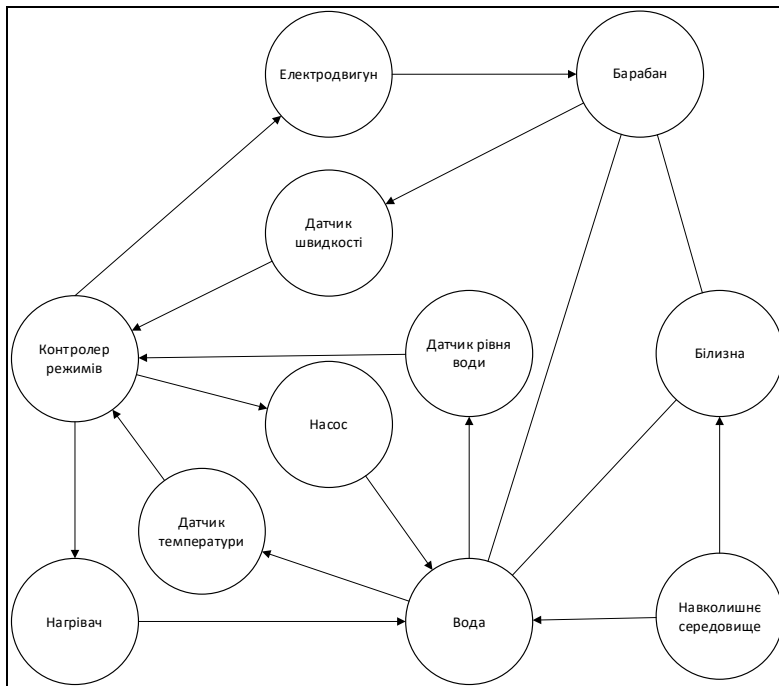 Електродвигун
Барабан
Датчик
швидкості
Контролер
режимів
Датчик рівня
води
Білизна
Насос
Датчик
температури
Нагрівач
Вода
Навколишнє
середовище